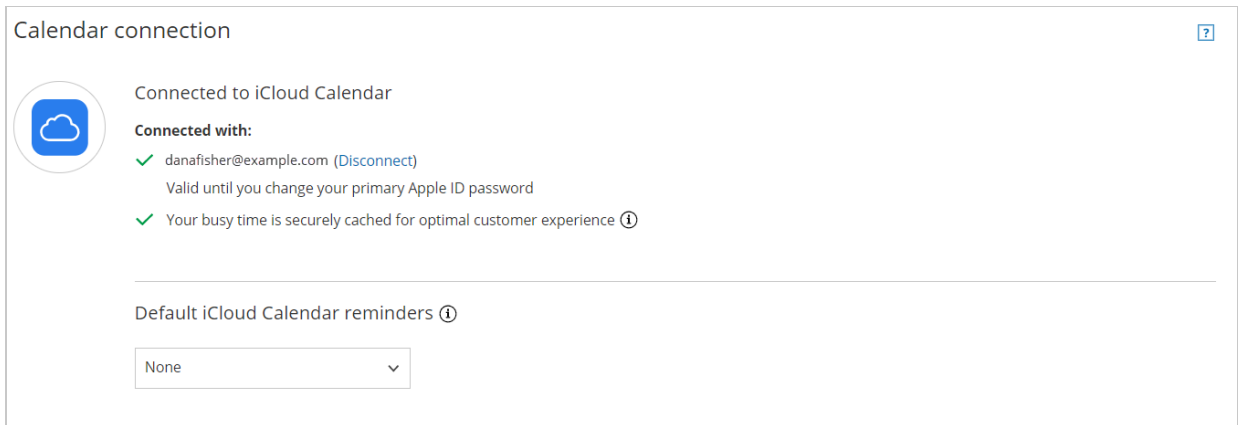 Calendar connection
?
Connected to iCloud Calendar
Connected with:
danafisher@example.com (Disconnect)
Valid until you change your primary Apple ID password
Your busy time is securely cached for optimal customer experience i
Default iCloud Calendar reminders i
None